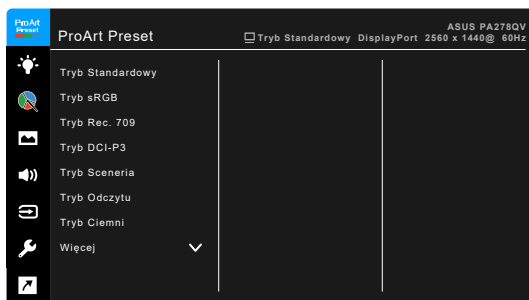 ProArt
Preset
ProArt Preset
ASUS PA278QV
Tryb Standardowy DisplayPort 2560 x 1440@ 60Hz
Tryb Standardowy
Tryb sRGB
Tryb Rec. 709
Tryb DCI-P3
Tryb Sceneria
Tryb Odczytu
Tryb Ciemni
Więcej